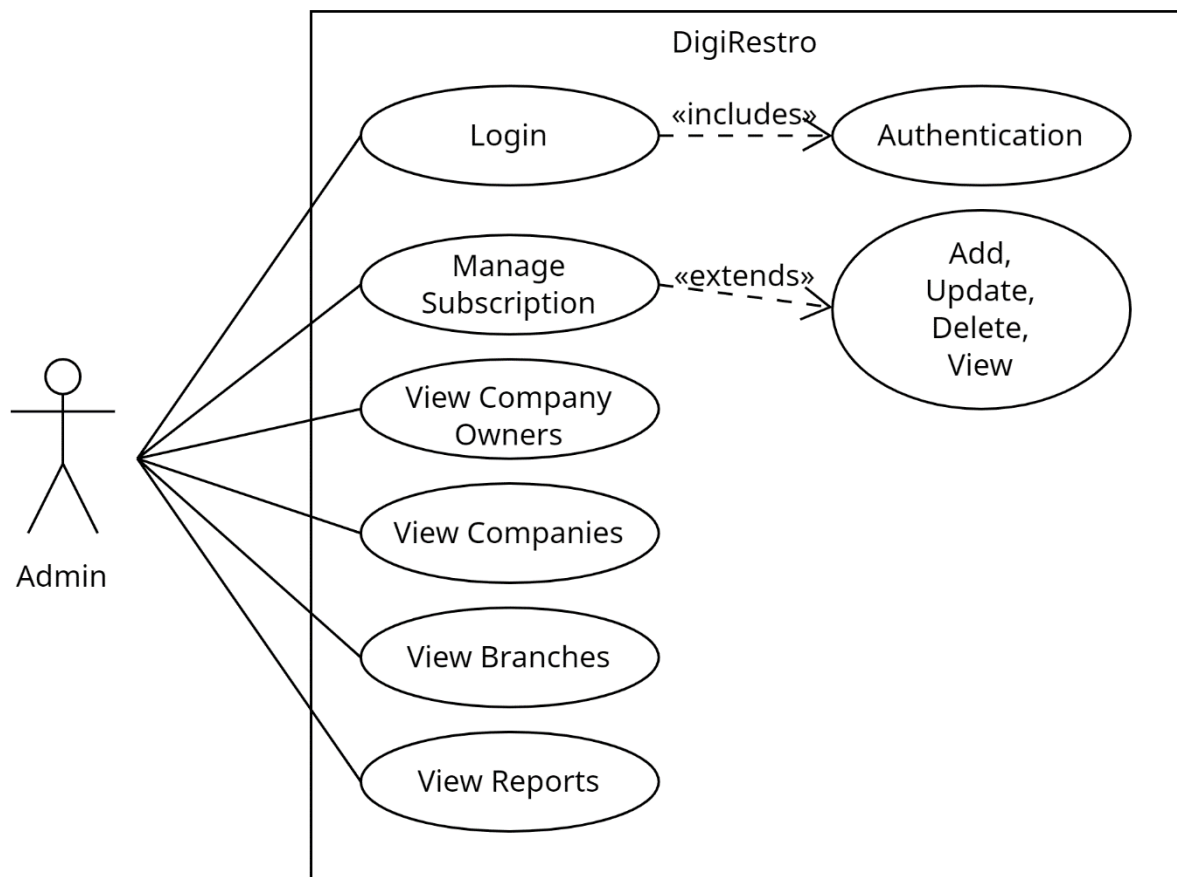 DigiRestro
Login
«includes»
Authentication
Manage
Subscription
«extends»
Add,
Update,
Delete,
View
View Company
Owners
View Companies
View Branches
View Reports
Admin